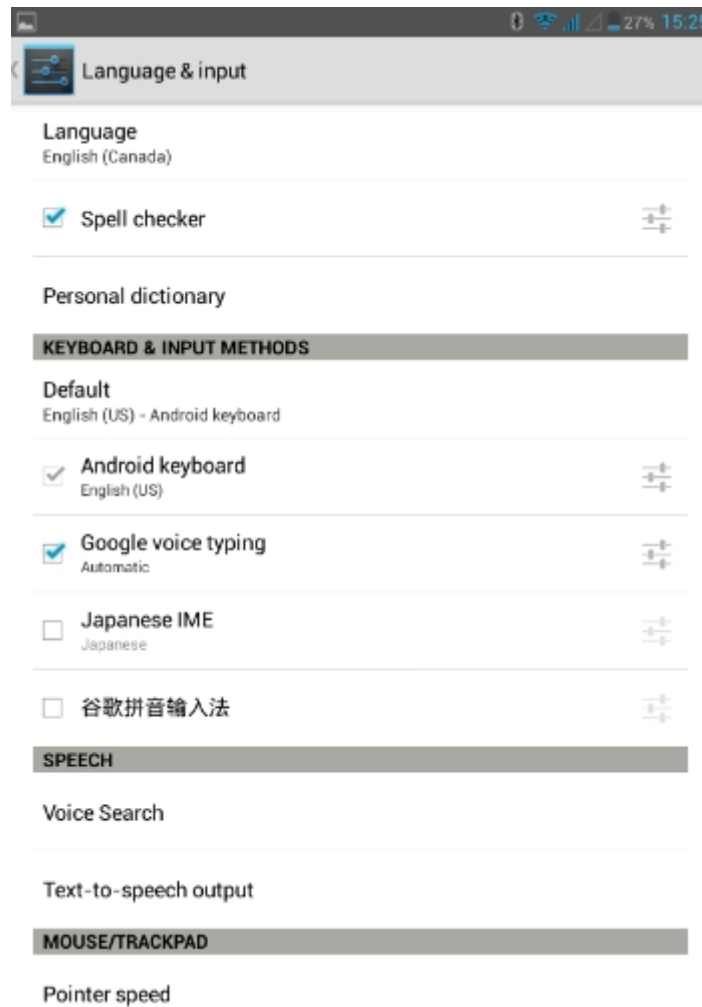 27% 15:25
Language & input
Language
English (Canada)
Spell checker
Personal dictionary
KEYBOARD & INPUT METHODS
Default
English (US) - Android keyboard
Android keyboard
English (US)
Google voice typing
Automatic
Japanese IME
Japanese
谷歌拼音输入法
SPEECH
Voice Search
Text-to-speech output
MOUSE/TRACKPAD
Pointer speed